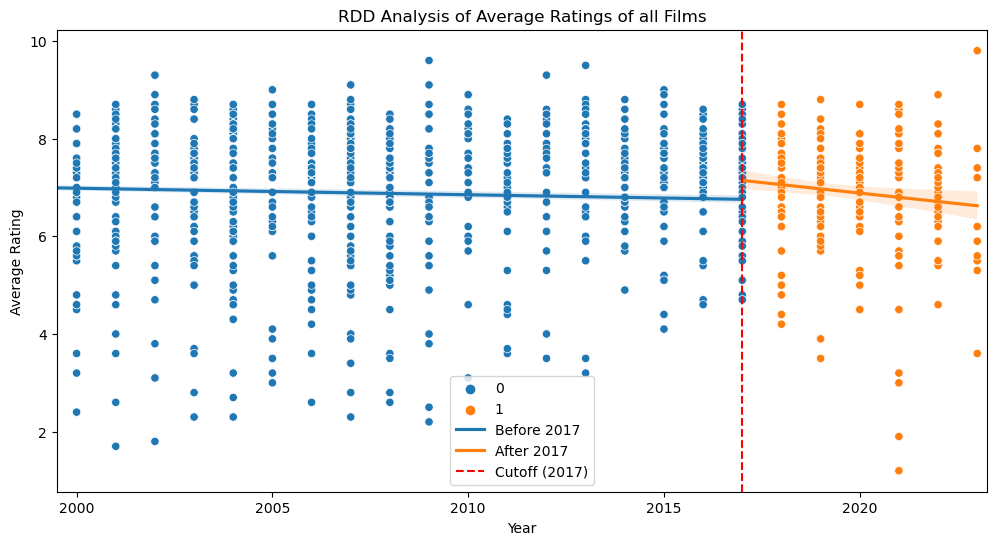 RDD Analysis of Average Ratings of all Films
Average Rating
10
8
6
4
2
0
1
Before 2017
After 2017
Cutoff (2017)
2000
2005
2010
2015
2020
Year